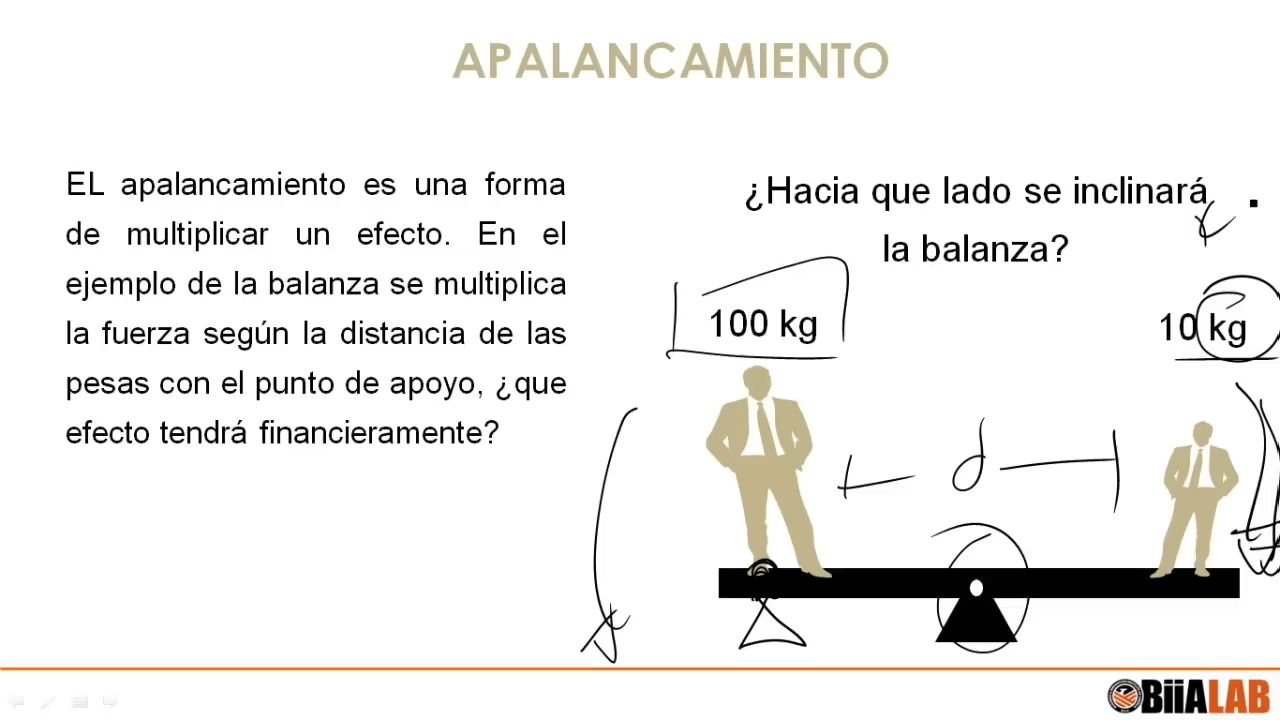 APALANCAMIENTO
EL apalancamiento es una forma
de multiplicar un efecto. En el
ejemplo de la balanza se multiplica
la fuerza según la distancia de las
pesas con el punto de apoyo, ¿que
efecto tendrá financieramente?
¿Hacia que lado se inclinará
la balanza?
100 kg
10 kg
d
BiiALAB